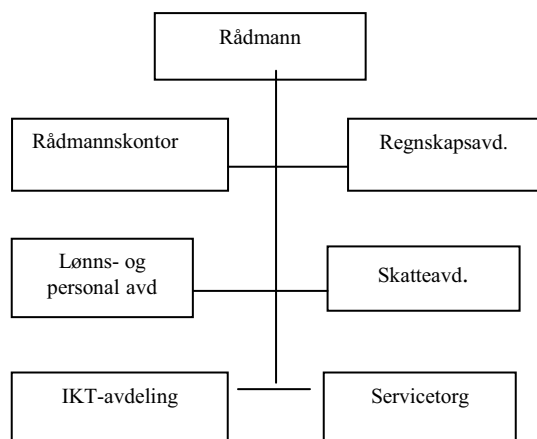 Rådmann
Rådmannskontor
Regnskapsavd.
Lønns- og
personal avd
Skatteavd.
IKT-avdeling
Servicetorg